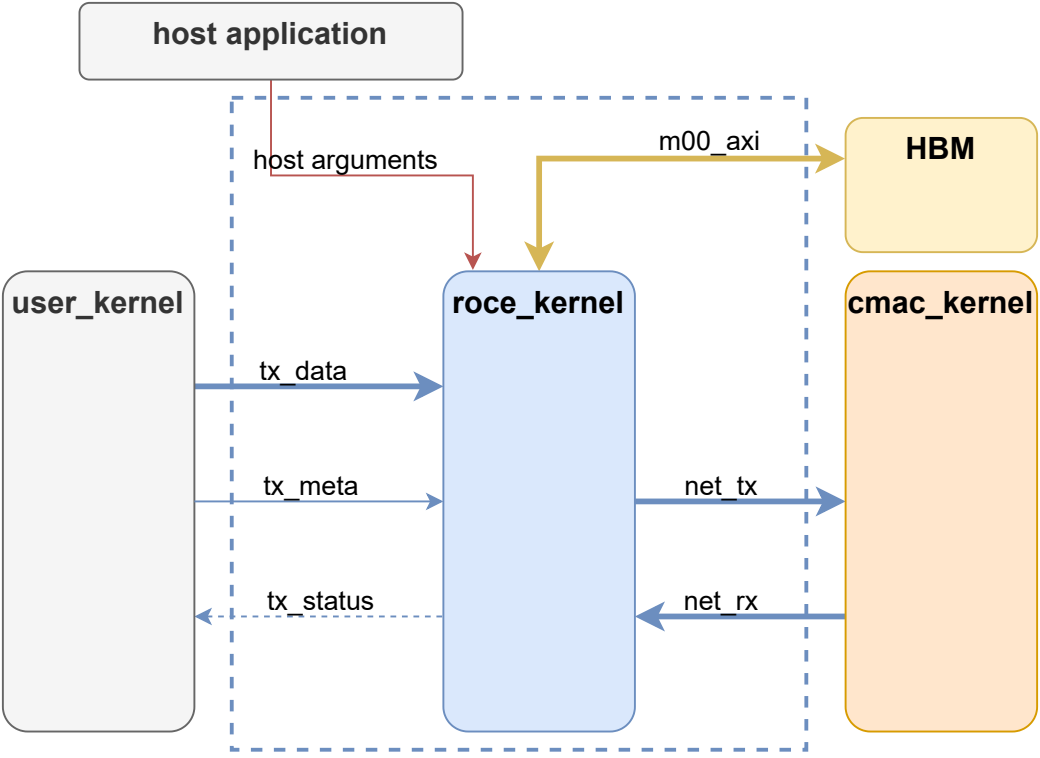 host application
m00_axi
HBM
host arguments
user_kernel
roce_kernel
cmac_kernel
tx_data
tx_meta
net_tx
tx_status
net_rx